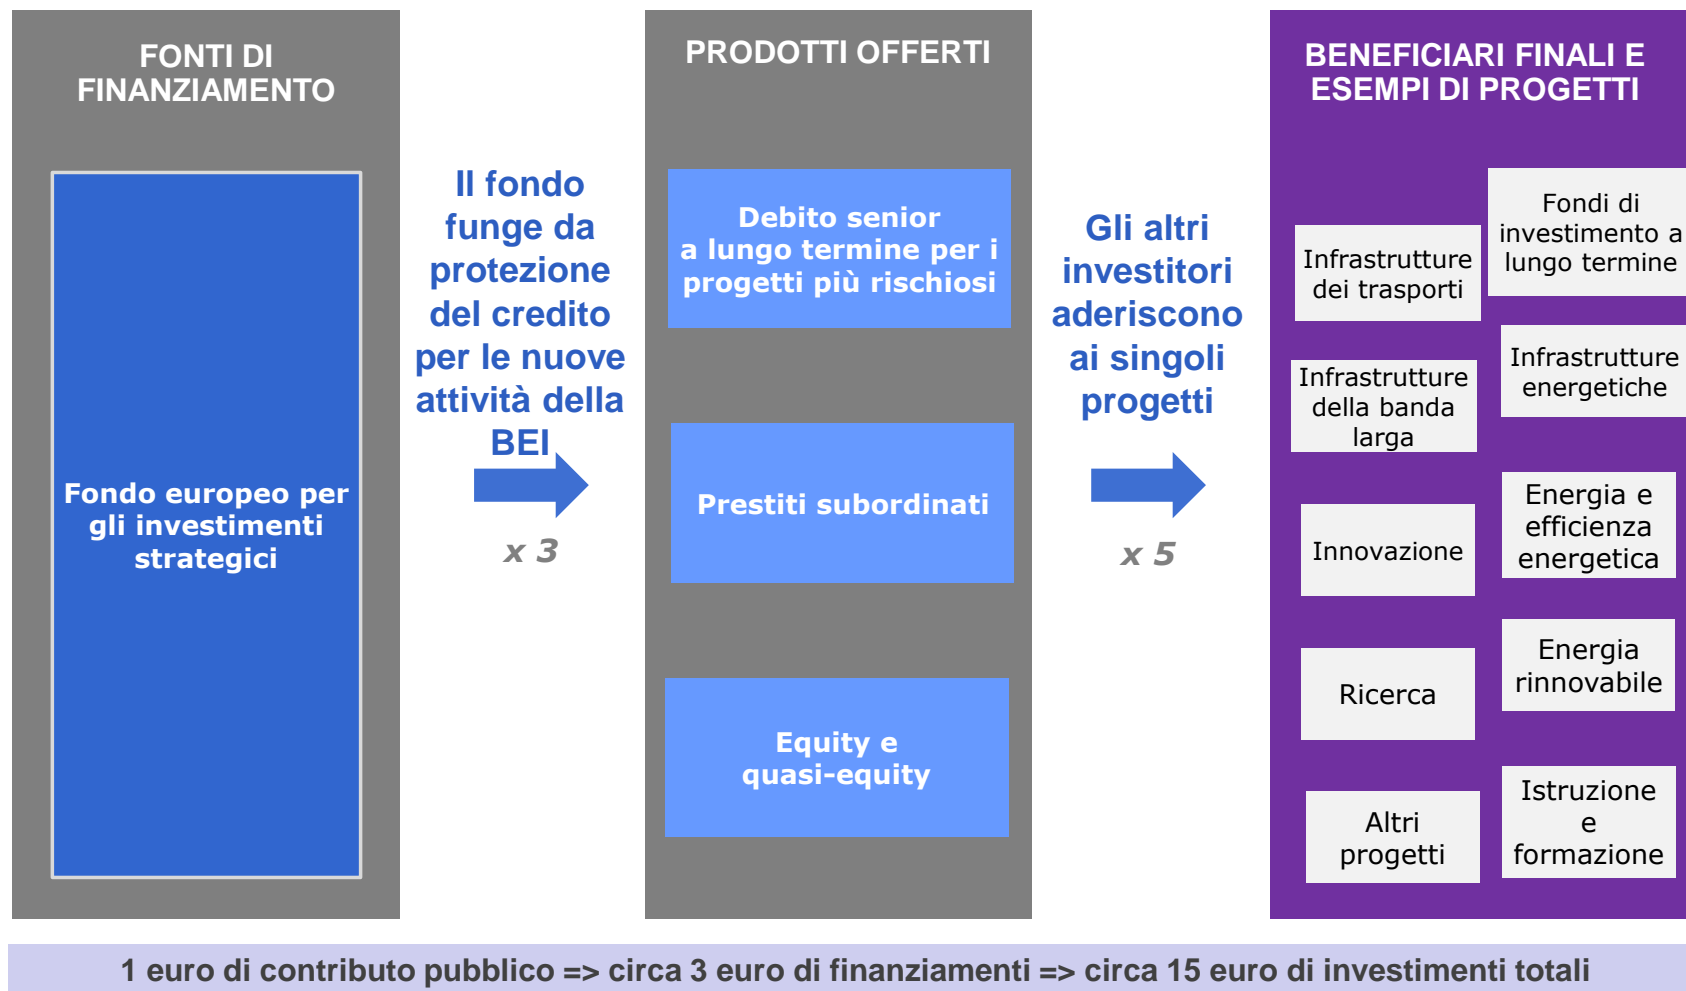 FONTI DI
FINANZIAMENTO
Fondo europeo per
gli investimenti
strategici
Il fondo
funge da
protezione
del credito
per le nuove
attività della
BEI
x 3
PRODOTTI OFFERTI
Debito senior
a lungo termine per i
progetti più rischiosi
Prestiti subordinati
Equity e
quasi-equity
Gli altri
investitori
aderiscono
ai singoli
progetti
x 5
BENEFICIARI FINALI E
ESEMPI DI PROGETTI
Infrastrutture
dei trasporti
Fondi di
investimento a
lungo termine
Infrastrutture
della banda
larga
Infrastrutture
energetiche
Innovazione
Energia e
efficienza
energetica
Ricerca
Energia
rinnovabile
Altri
progetti
Istruzione
e
formazione
1 euro di contributo pubblico => circa 3 euro di finanziamenti => circa 15 euro di investimenti totali